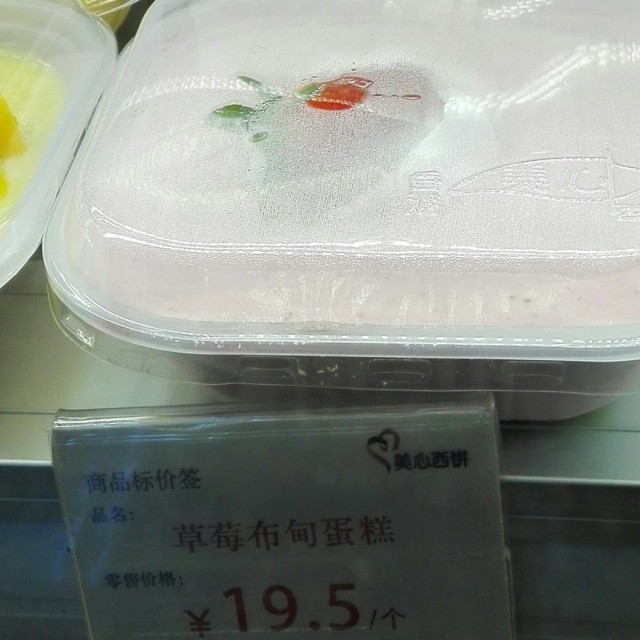 美心西饼
商品标价签
品名:
草莓布甸蛋糕
零售价格:
¥19.5/个